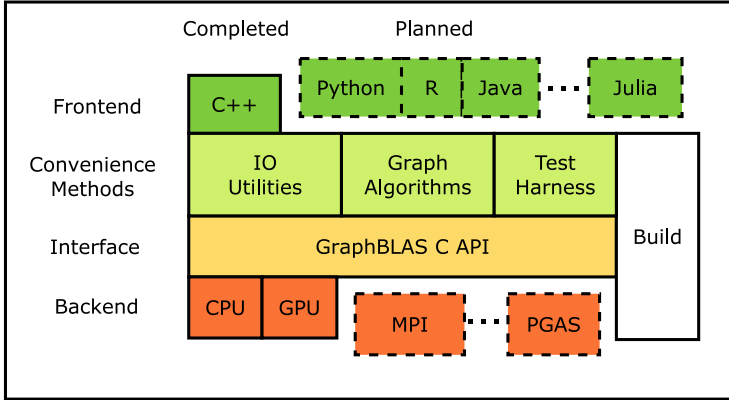 Completed
Planned
Frontend
C++
Python
R
Java
Julia
Convenience
Methods
IO
Utilities
Graph
Algorithms
Test
Harness
Build
Interface
GraphBLAS C API
Backend
CPU
GPU
MPI
PGAS